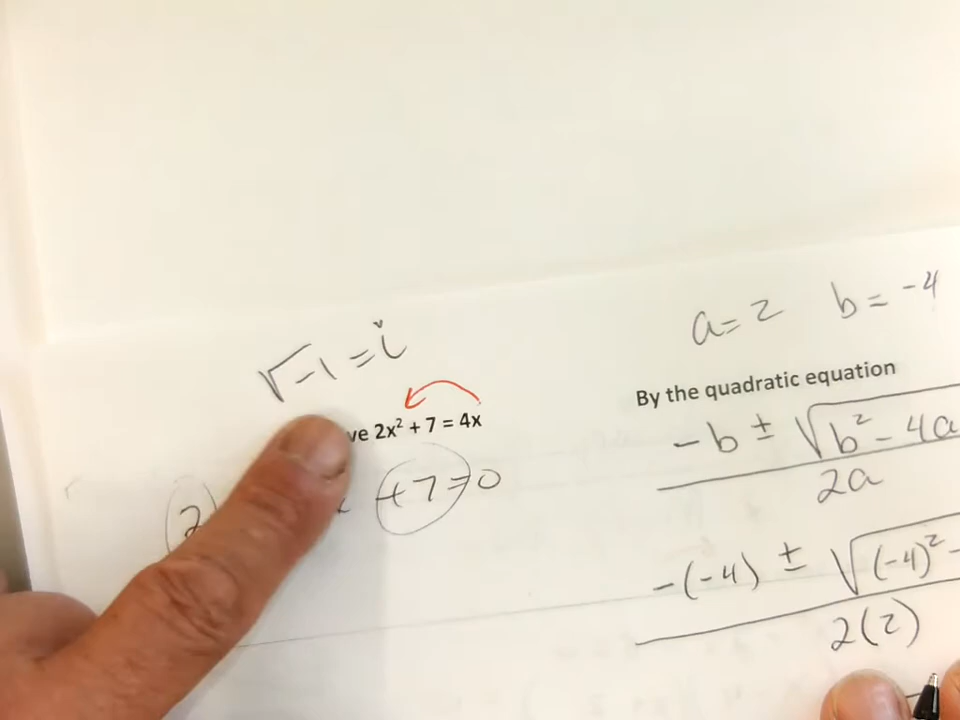 √-1 = i
ve 2x² + 7 = 4x
2 +7=0
a=2 b=-4
By the quadratic equation
-b ± √b² - 4a
2a
-(-4) ± √(-4)² -
2(2)